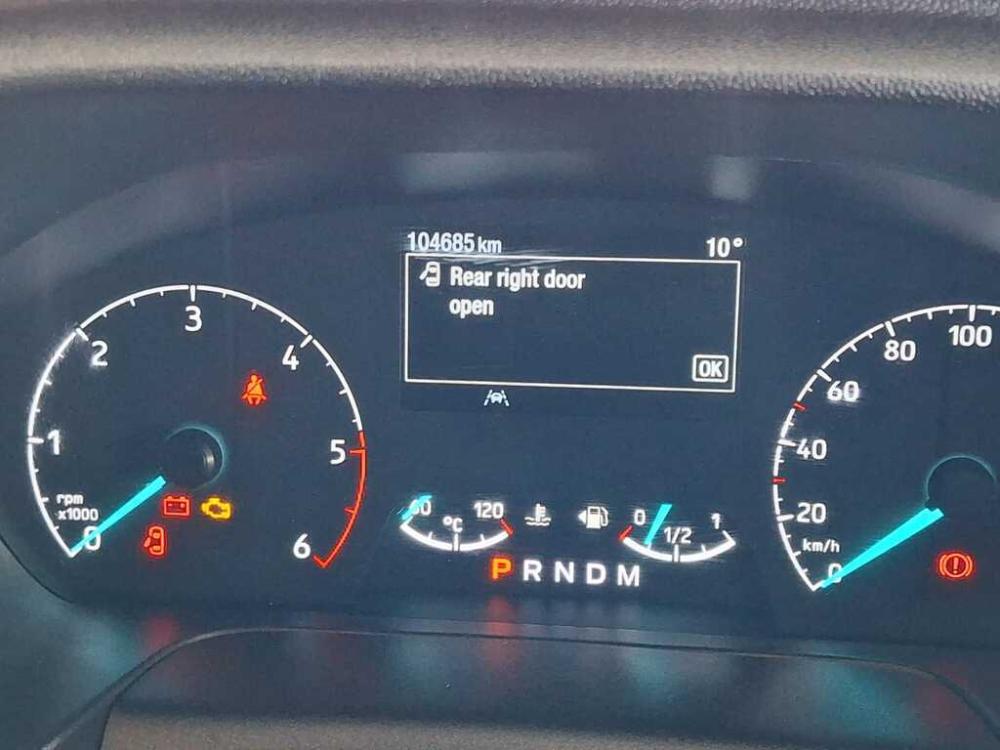 104685 km 10°
Rear right door
open
OK
0 1 2 3 4 5 6
rpm
x1000
60 °C 120
0 1/2 1
P R N D M
0 20 40 60 80 100
km/h